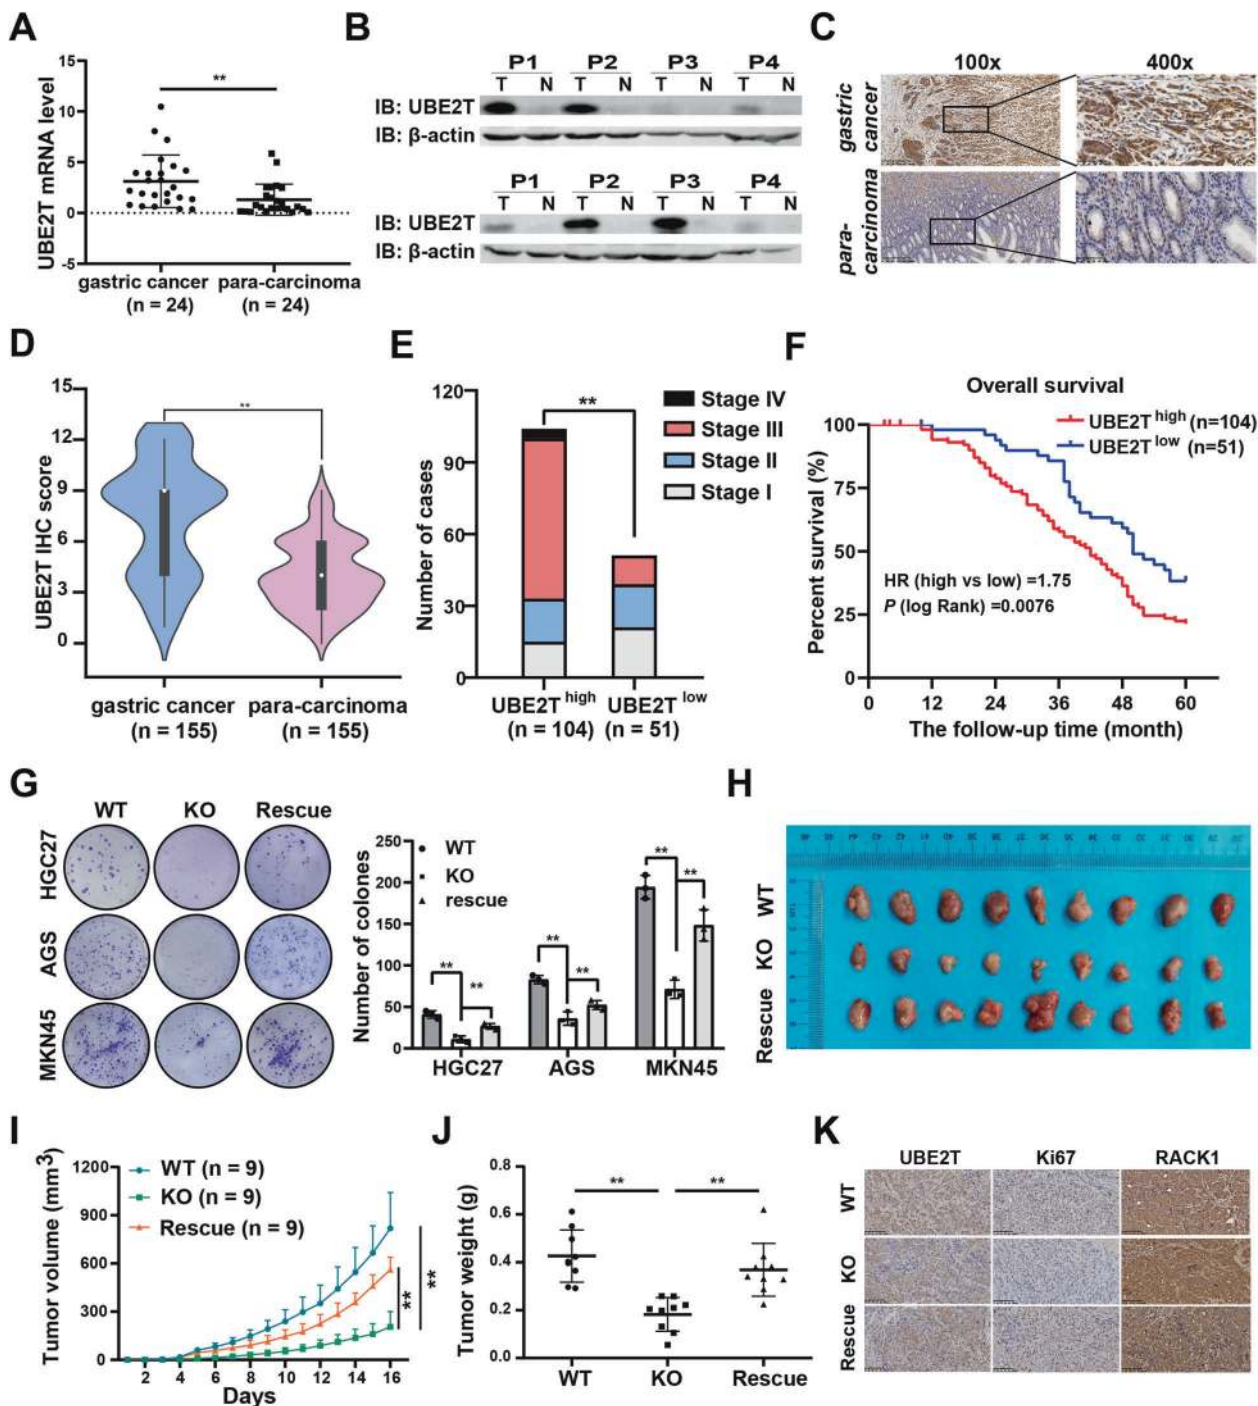 A
UBE2T mRNA level
15
10
5
0
-5
**
gastric cancer
(n = 24)
para-carcinoma
(n = 24)
B
P1 P2 P3 P4
T N T N T N T N
IB: UBE2T
IB: β-actin
P1 P2 P3 P4
T N T N T N T N
IB: UBE2T
IB: β-actin
C
100x 400x
gastric
cancer
para-
carcinoma
D
UBE2T IHC score
15
12
9
6
3
0
**
gastric cancer
(n = 155)
para-carcinoma
(n = 155)
E
Number of cases
120
90
60
30
0
**
Stage IV
Stage III
Stage II
Stage I
UBE2T high
(n = 104)
UBE2T low
(n = 51)
F
Overall survival
UBE2T high (n=104)
UBE2T low (n=51)
Percent survival (%)
100
50
0
HR (high vs low) =1.75
P (log Rank) =0.0076
0 12 24 36 48 60
The follow-up time (month)
G
WT KO Rescue
HGC27
AGS
MKN45
Number of colones
250
200
150
100
50
0
WT
KO
rescue
** ** ** ** ** **
HGC27 AGS MKN45
H
WT
KO
Rescue
I
Tumor volume (mm3)
1200
900
600
300
0
WT (n = 9)
KO (n = 9)
Rescue (n = 9)
**
**
2 4 6 8 10 12 14 16
Days
J
Tumor weight (g)
0.8
0.6
0.4
0.2
0.0
** **
WT KO Rescue
K
UBE2T Ki67 RACK1
WT
KO
Rescue